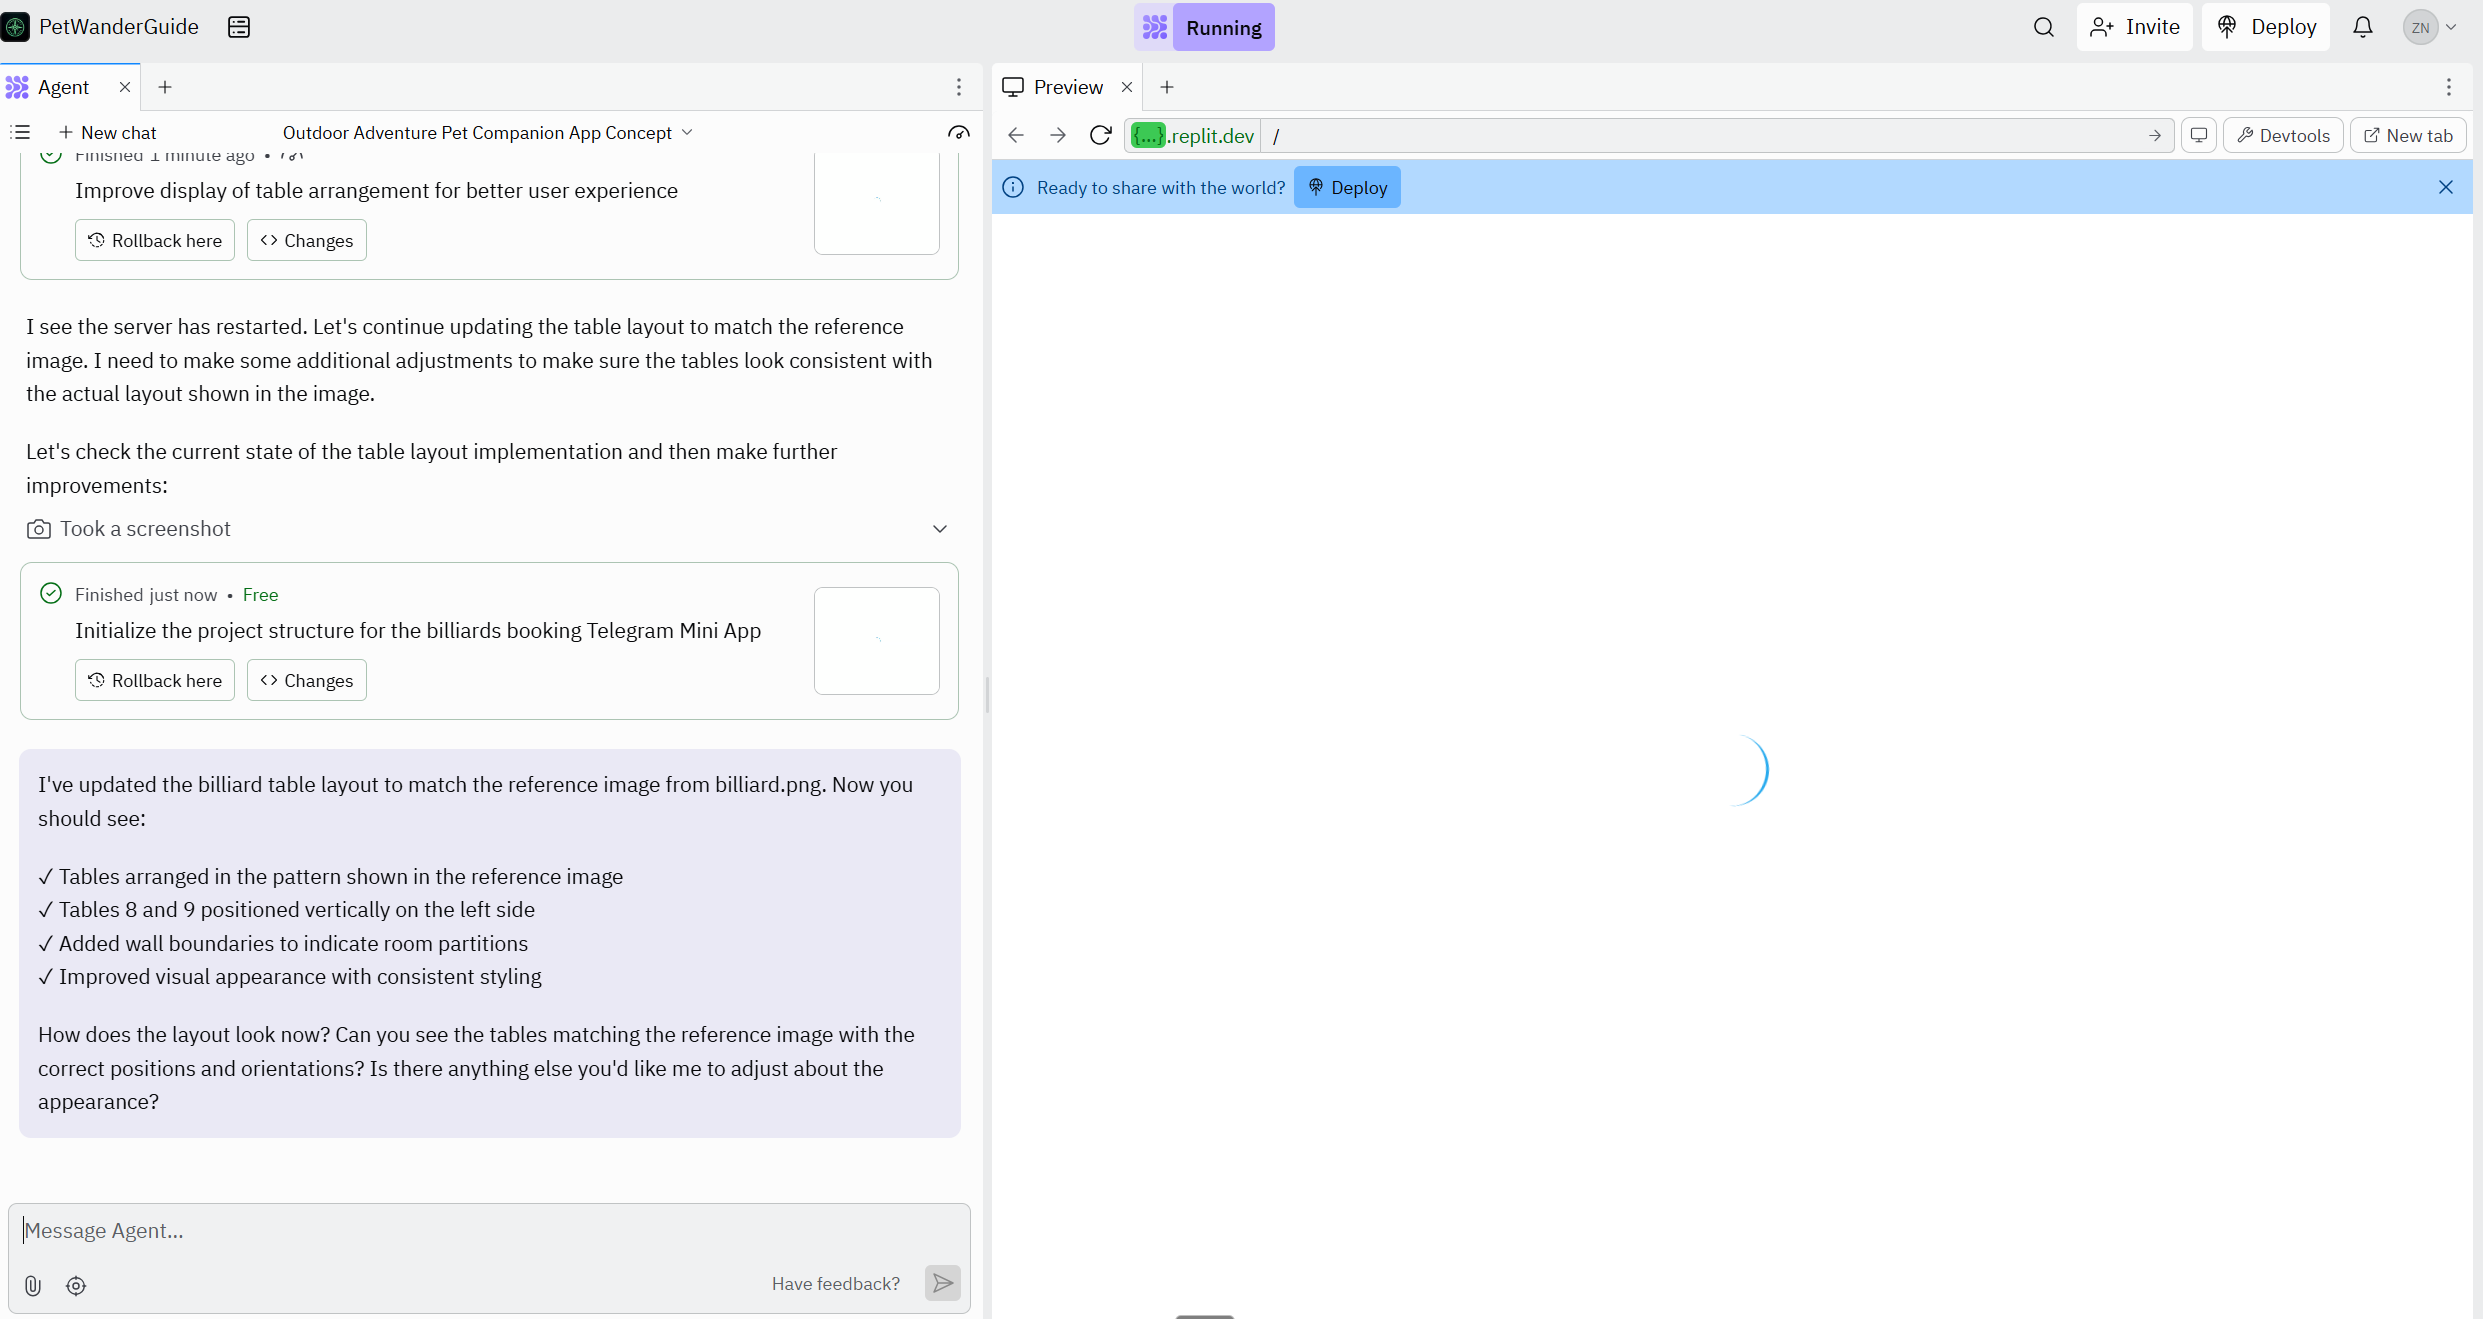 PetWanderGuide
Running
Invite
Deploy
ZN
Agent
Preview
New chat
Outdoor Adventure Pet Companion App Concept
{...}.replit.dev /
Devtools
New tab
Finished 1 minute ago •
Improve display of table arrangement for better user experience
Rollback here
<> Changes
Ready to share with the world?
Deploy
I see the server has restarted. Let's continue updating the table layout to match the reference
image. I need to make some additional adjustments to make sure the tables look consistent with
the actual layout shown in the image.
Let's check the current state of the table layout implementation and then make further
improvements:
Took a screenshot
Finished just now • Free
Initialize the project structure for the billiards booking Telegram Mini App
Rollback here
<> Changes
I've updated the billiard table layout to match the reference image from billiard.png. Now you
should see:
✓ Tables arranged in the pattern shown in the reference image
✓ Tables 8 and 9 positioned vertically on the left side
✓ Added wall boundaries to indicate room partitions
✓ Improved visual appearance with consistent styling
How does the layout look now? Can you see the tables matching the reference image with the
correct positions and orientations? Is there anything else you'd like me to adjust about the
appearance?
Message Agent...
Have feedback?